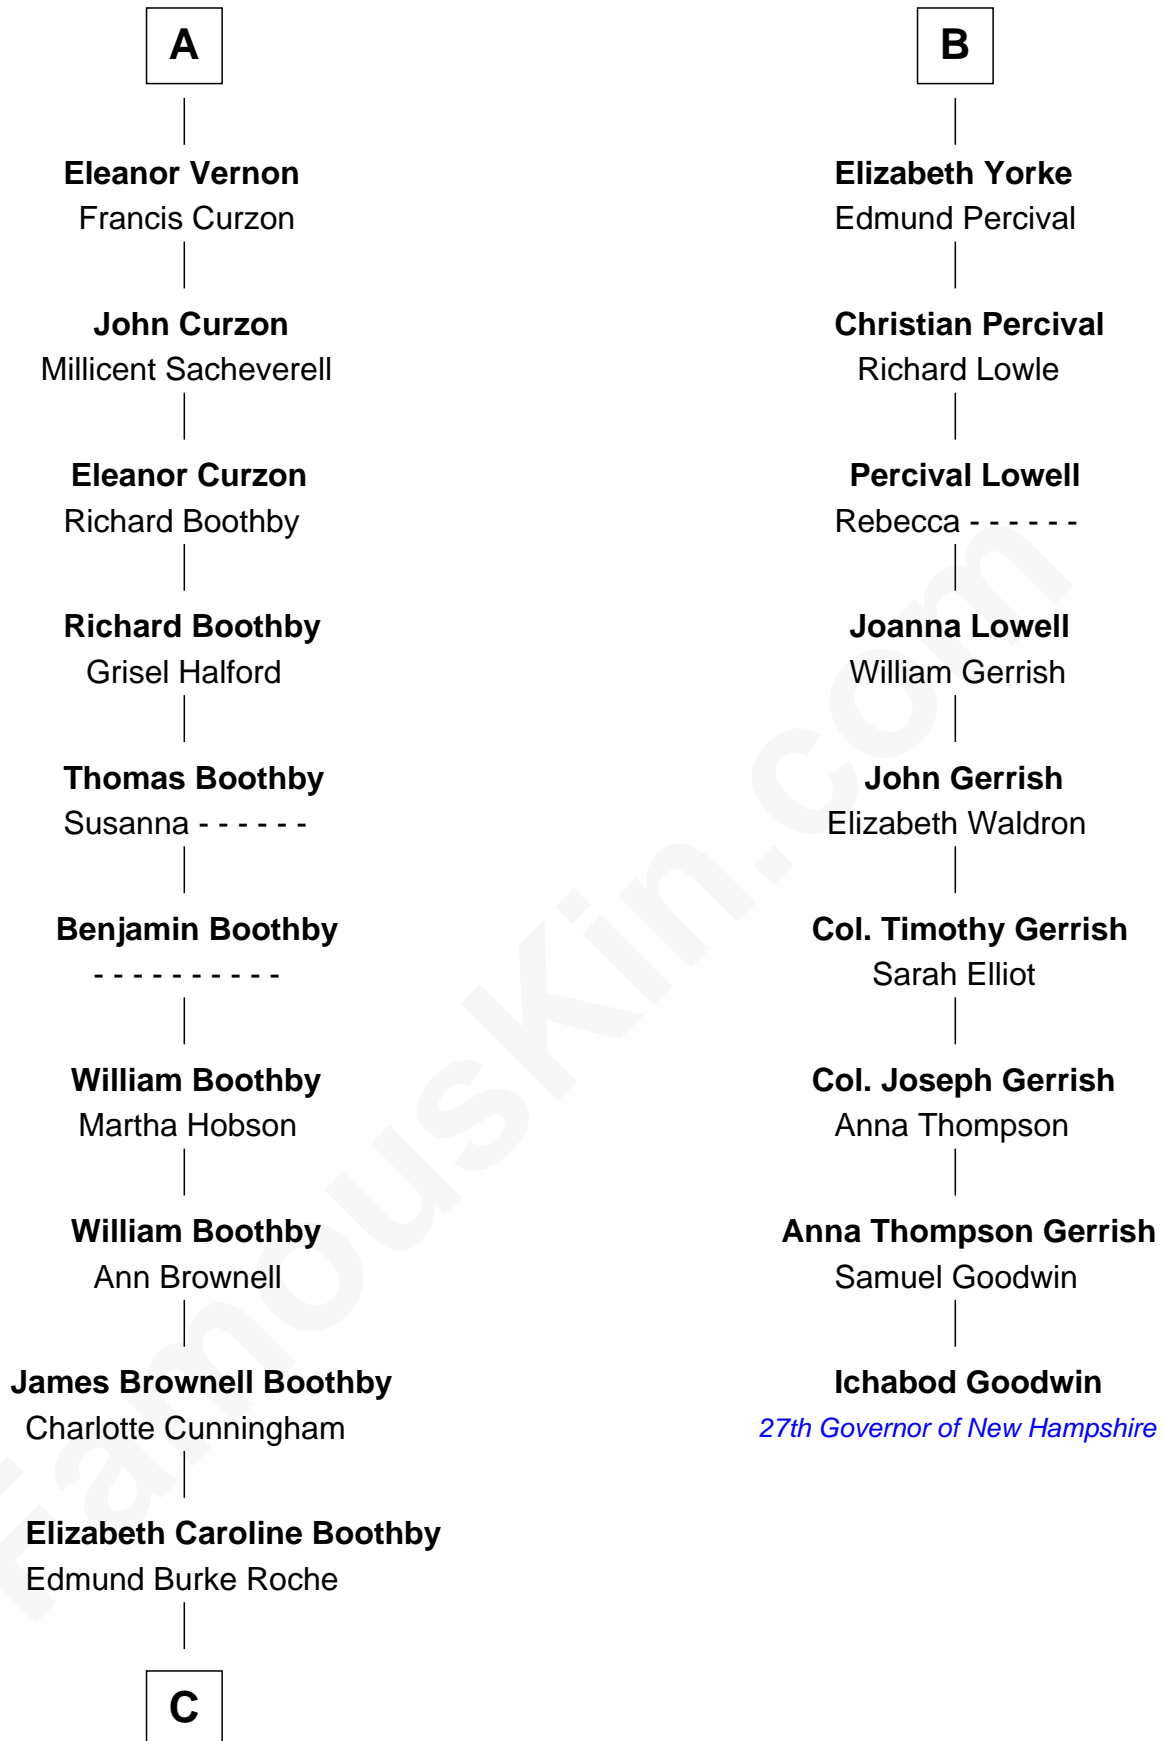 A
Eleanor Vernon
Francis Curzon
John Curzon
Millicent Sacheverell
Eleanor Curzon
Richard Boothby
Richard Boothby
Grisel Halford
Thomas Boothby
Susanna - - - - - -
Benjamin Boothby
- - - - - - - - - -
William Boothby
Martha Hobson
William Boothby
Ann Brownell
James Brownell Boothby
Charlotte Cunningham
Elizabeth Caroline Boothby
Edmund Burke Roche
C
B
Elizabeth Yorke
Edmund Percival
Christian Percival
Richard Lowle
Percival Lowell
Rebecca - - - - - -
Joanna Lowell
William Gerrish
John Gerrish
Elizabeth Waldron
Col. Timothy Gerrish
Sarah Elliot
Col. Joseph Gerrish
Anna Thompson
Anna Thompson Gerrish
Samuel Goodwin
Ichabod Goodwin
27th Governor of New Hampshire
FamousKin.com